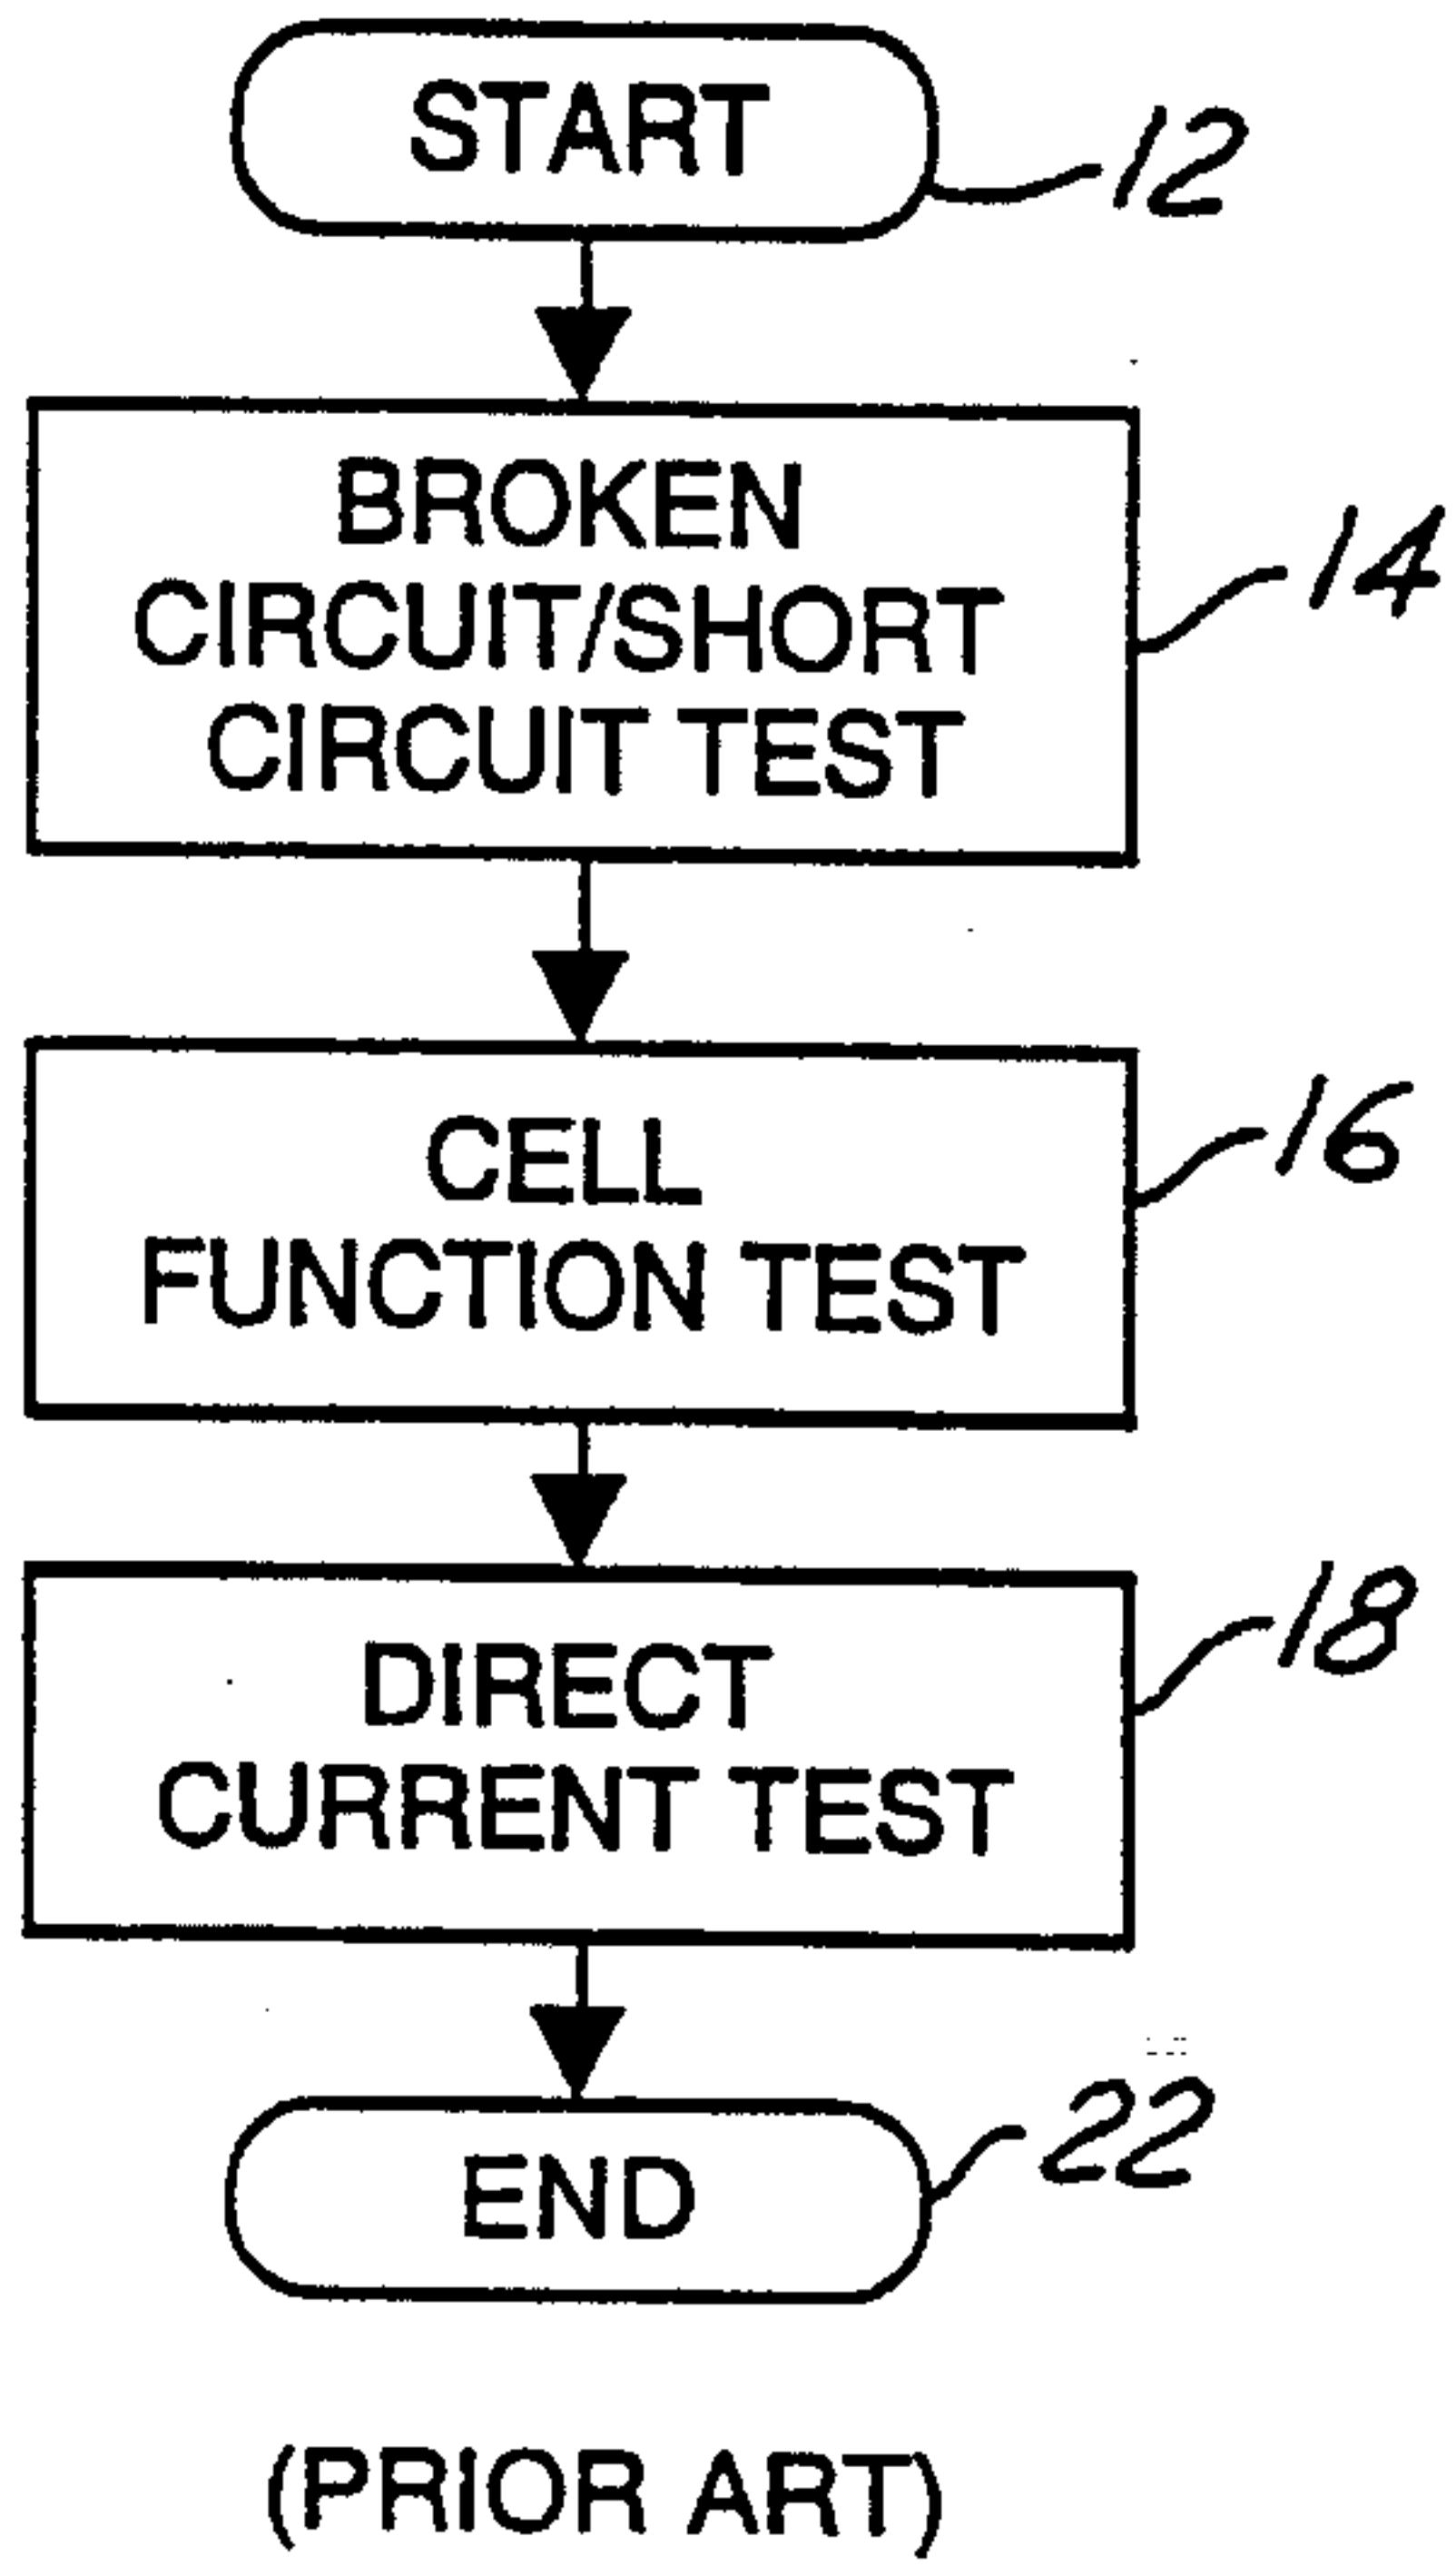 START
12
BROKEN
CIRCUIT/SHORT
CIRCUIT TEST
14
CELL
FUNCTION TEST
16
DIRECT
CURRENT TEST
18
END
22
(PRIOR ART)